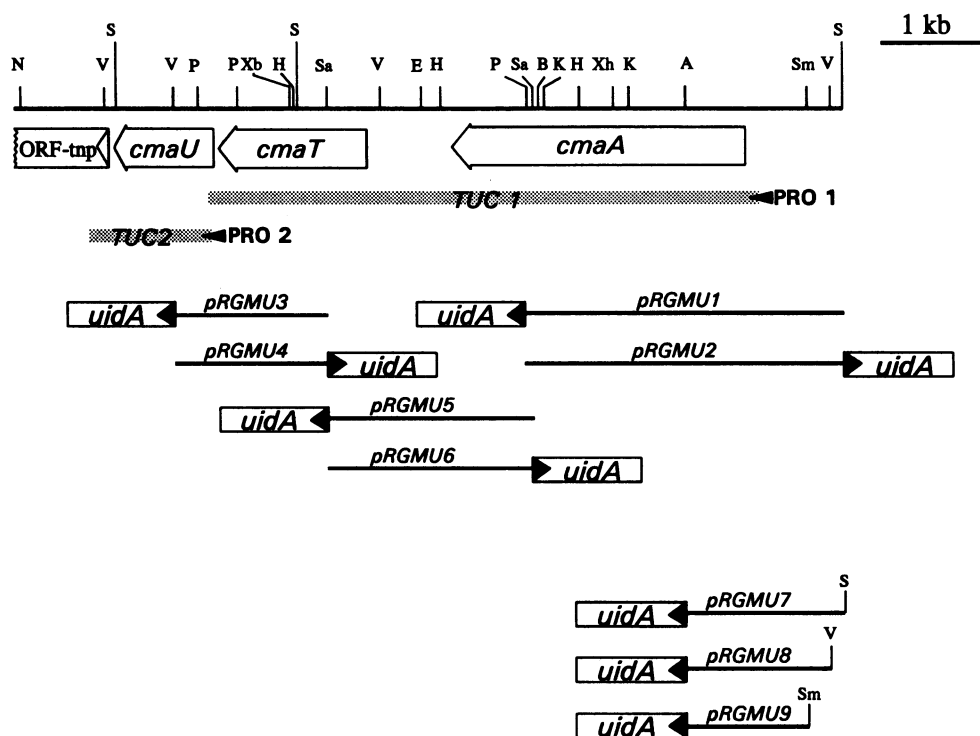 1 kb
S S S
N V V P P Xb H Sa V E H P Sa B K H Xh K A Sm V
ORF-tnp cmaU cmaT cmaA
TUC 1 PRO 1
TUC2 PRO 2
uidA pRGMU3 uidA pRGMU1
pRGMU4 uidA pRGMU2 uidA
uidA pRGMU5
pRGMU6 uidA
S
uidA pRGMU7
V
uidA pRGMU8
Sm
uidA pRGMU9